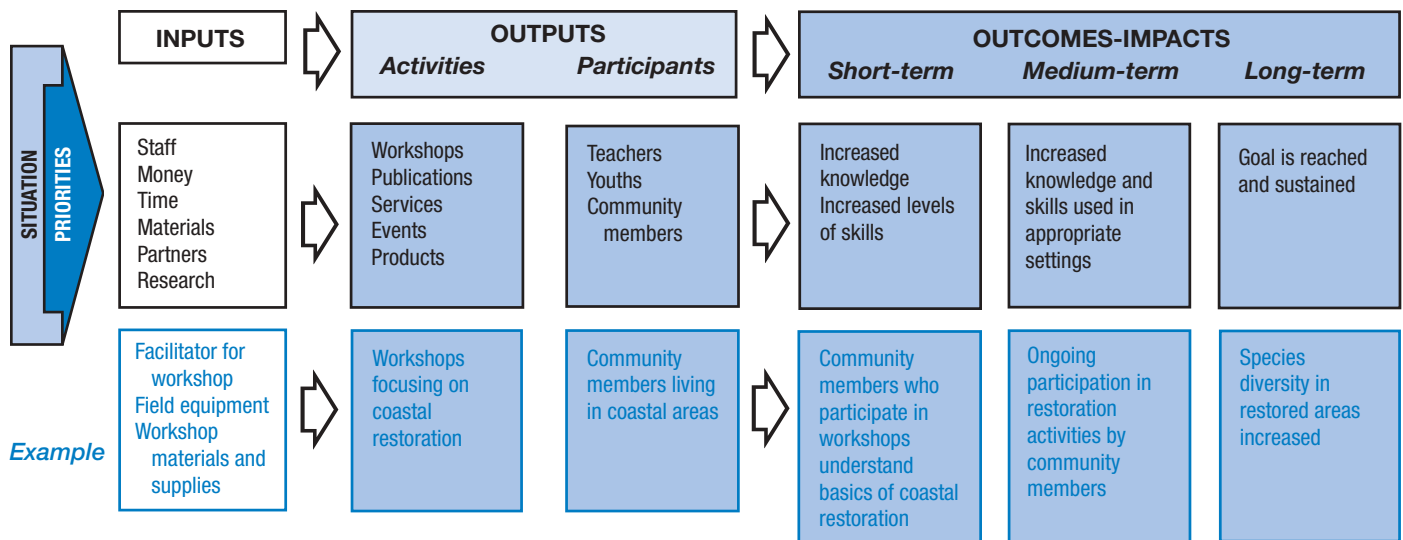 SITUATION
PRIORITIES
INPUTS
OUTPUTS
Activities
Participants
OUTCOMES-IMPACTS
Short-term
Medium-term
Long-term
Staff
Money
Time
Materials
Partners
Research
Workshops
Publications
Services
Events
Products
Teachers
Youths
Community
members
Increased
knowledge
Increased levels
of skills
Increased
knowledge and
skills used in
appropriate
settings
Goal is reached
and sustained
Example
Facilitator for
workshop
Field equipment
Workshop
materials and
supplies
Workshops
focusing on
coastal
restoration
Community
members living
in coastal areas
Community
members who
participate in
workshops
understand
basics of coastal
restoration
Ongoing
participation in
restoration
activities by
community
members
Species
diversity in
restored areas
increased